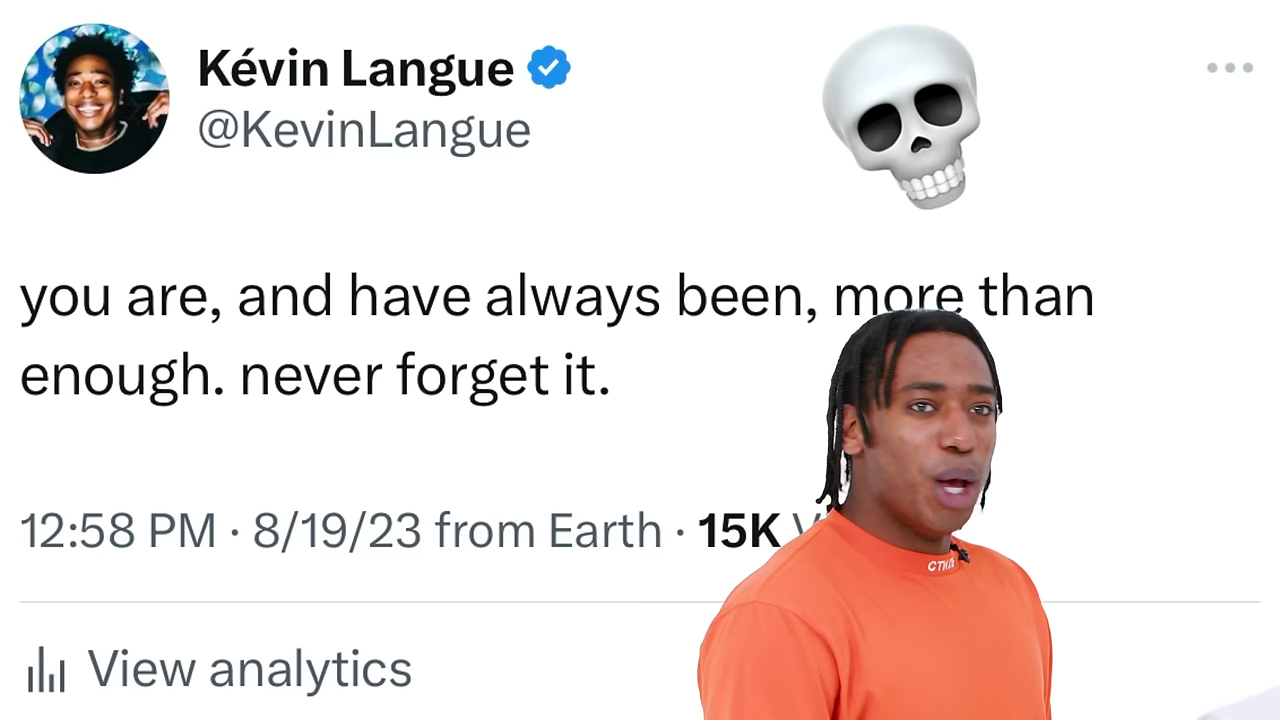 Kévin Langue
@KevinLangue
you are, and have always been, more than
enough. never forget it.
12:58 PM · 8/19/23 from Earth · 15K
View analytics